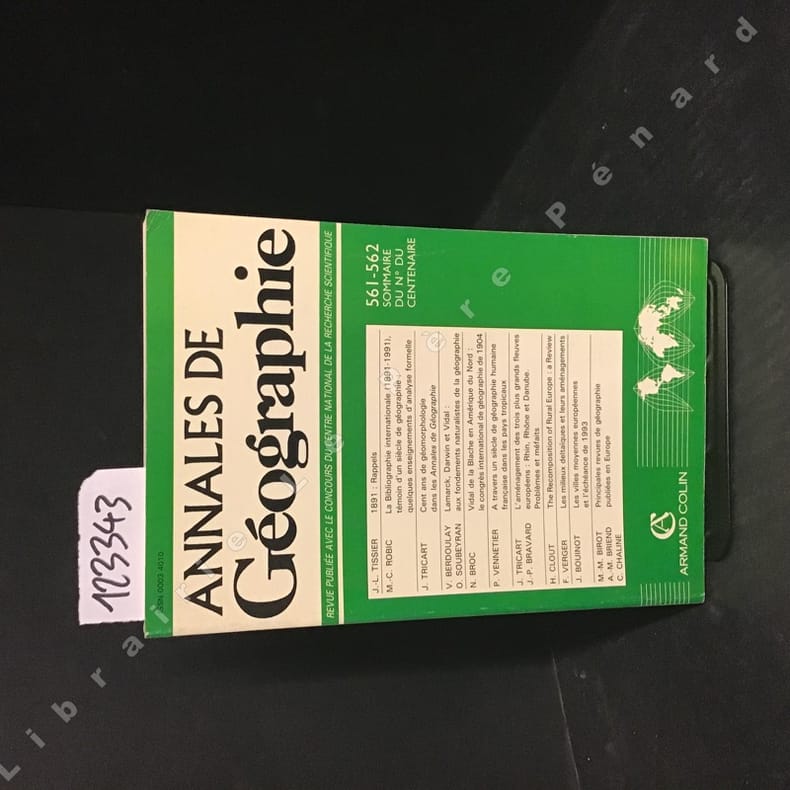 123343
ISSN 0003 4010
ANNALES DE
Géographie
REVUE PUBLIÉE AVEC LE CONCOURS DU CENTRE NATIONAL DE LA RECHERCHE SCIENTIFIQUE
561-562
SOMMAIRE
DU N° DU
CENTENAIRE
J.-L. TISSIER 1891 : Rappels
M.-C. ROBIC La Bibliographie internationale (1891-1991),
témoin d'un siècle de géographie :
quelques enseignements d'analyse formelle
J. TRICART Cent ans de géomorphologie
dans les Annales de Géographie
V. BERDOULAY Lamarck, Darwin et Vidal :
O. SOUBEYRAN aux fondements naturalistes de la géographie
N. BROC Vidal de la Blache en Amérique du Nord :
le congrès international de géographie de 1904
P. VENNETIER A travers un siècle de géographie humaine
française dans les pays tropicaux
J. TRICART L'aménagement des trois plus grands fleuves
J.-P. BRAVARD européens : Rhin, Rhône et Danube.
Problèmes et méfaits
H. CLOUT The Recomposition of Rural Europe : a Review
F. VERGER Les milieux deltaïques et leurs aménagements
J. BOUINOT Les villes moyennes européennes
et l'échéance de 1993
M.-M. BIROT Principales revues de géographie
A.-M. BRIEND publiées en Europe
C. CHALINE
ARMAND COLIN
Librairie Le Père Pénard